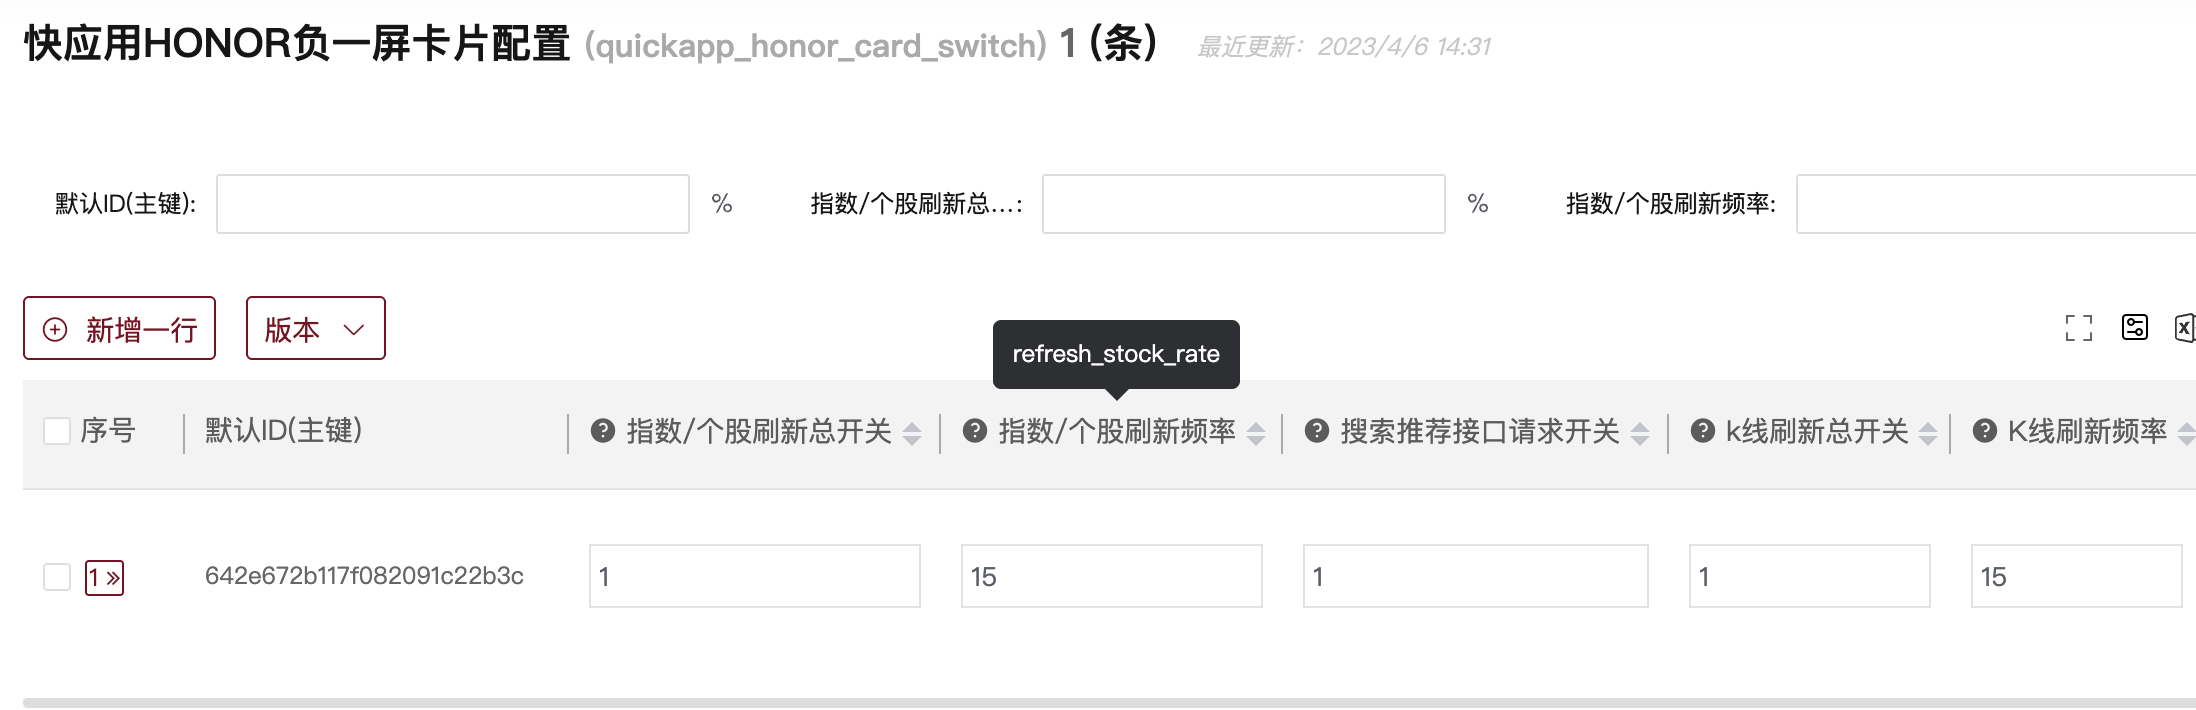 快应用HONOR负一屏卡片配置 (quickapp_honor_card_switch) 1 (条) 最近更新：2023/4/6 14:31
默认ID(主键): % 指数/个股刷新总...: % 指数/个股刷新频率:
新增一行 版本
refresh_stock_rate
序号 默认ID(主键) 指数/个股刷新总开关 指数/个股刷新频率 搜索推荐接口请求开关 k线刷新总开关 K线刷新频率
1 » 642e672b117f082091c22b3c 1 15 1 1 15